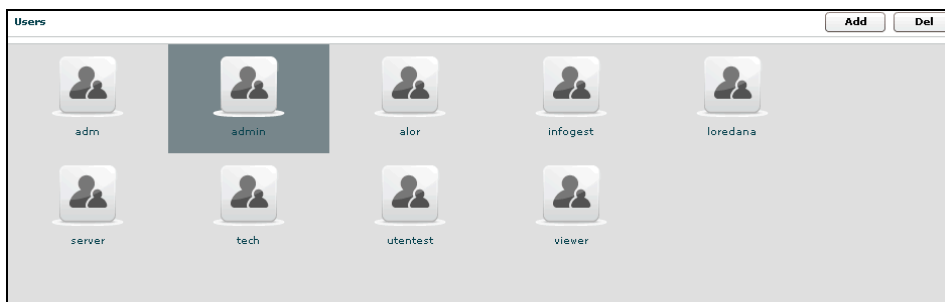 Users Add Del
adm admin alor infogest loredana
server tech utentest viewer